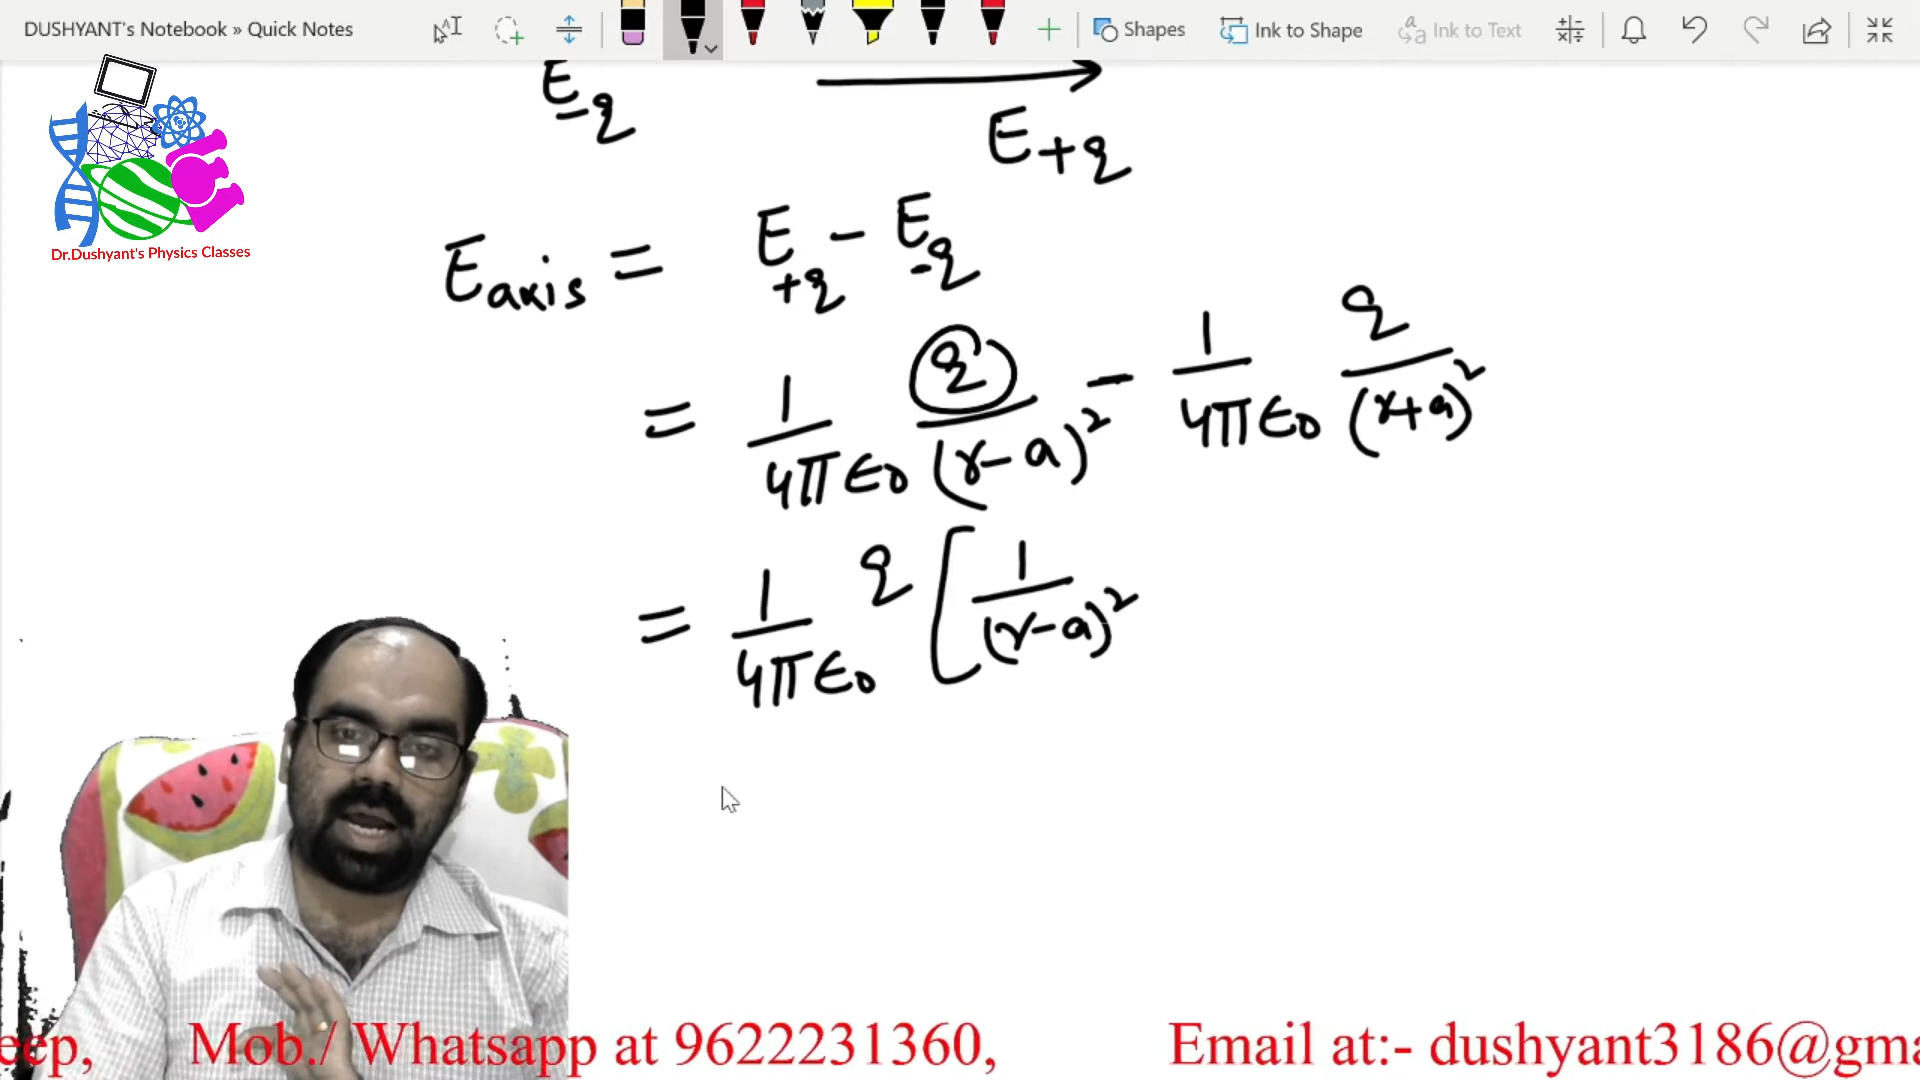 DUSHYANT's Notebook » Quick Notes
Shapes
Ink to Shape
Ink to Text
E-q
E+q
Dr.Dushyant's Physics Classes
Eaxis = E+q - E-q
= 1/4πε0 q/(r-a)² - 1/4πε0 q/(r+a)²
= 1/4πε0 q [ 1/(r-a)²
eep, Mob./ Whatsapp at 9622231360, Email at:- dushyant3186@gma